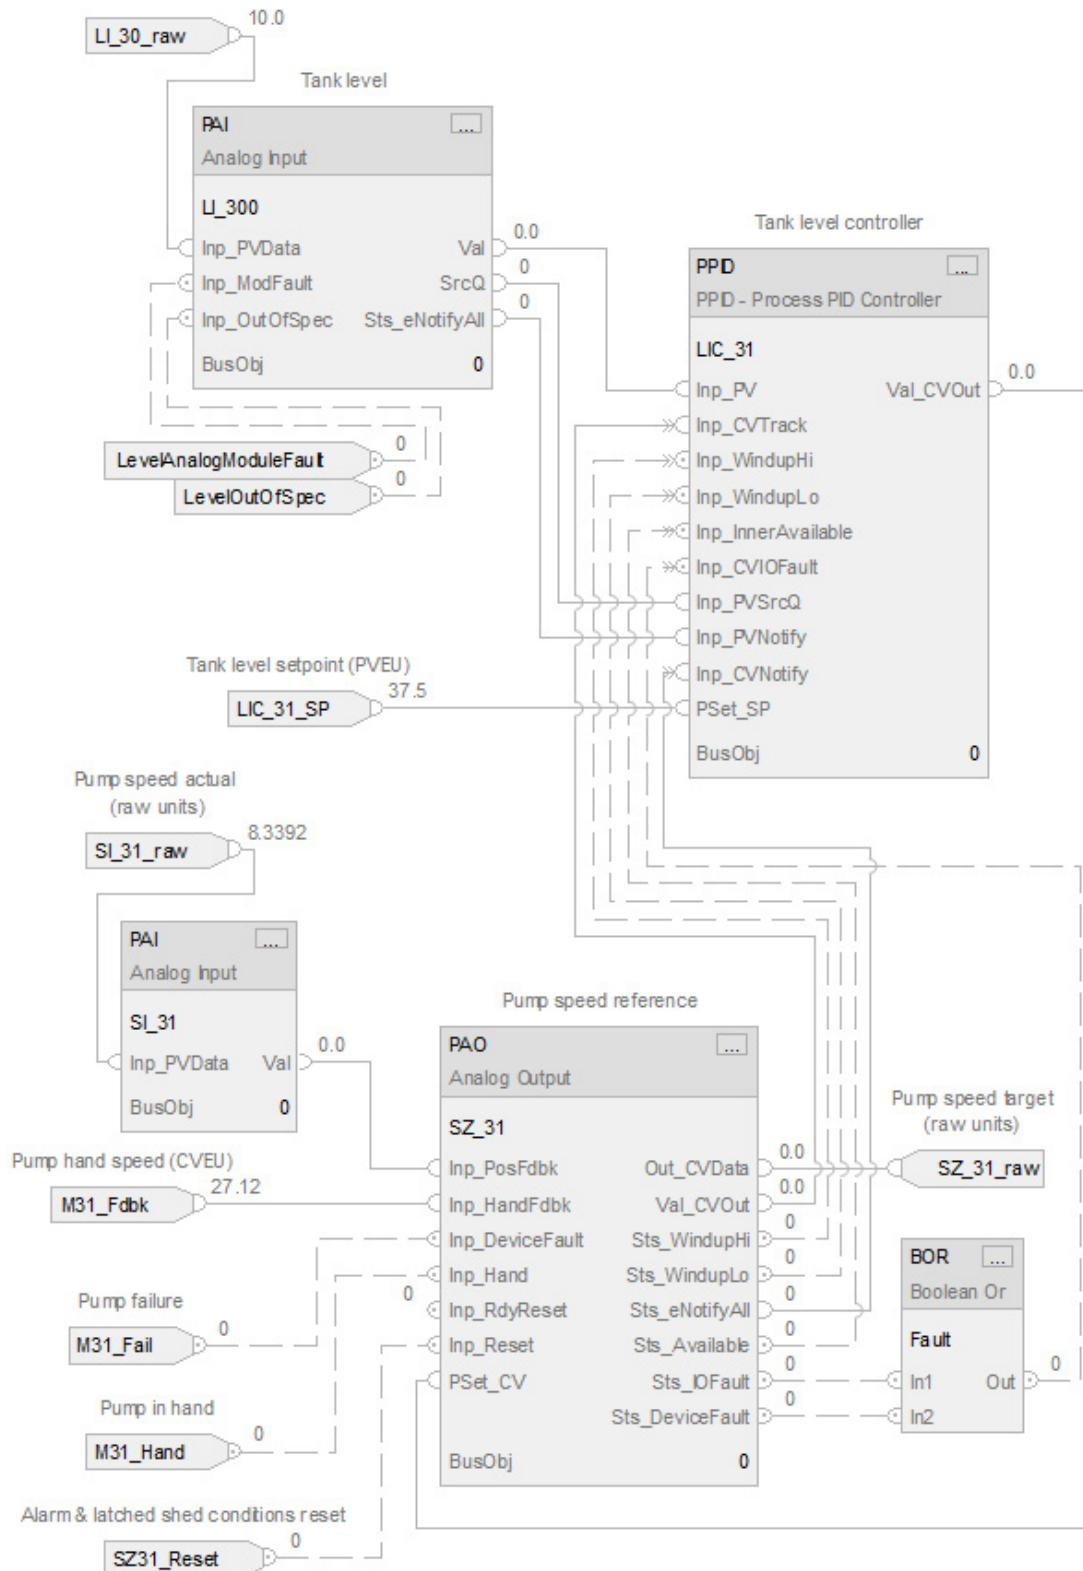 10.0
LI_30_raw
Tank level
PAI
...
Analog Input
LI_300
Inp_PVData
Val
0.0
Inp_ModFault
SrcQ
0
Inp_OutOfSpec
Sts_eNotifyAll
0
BusObj
0
LevelAnalogModuleFault
0
LevelOutOfSpec
0
Tank level controller
PPID
...
PPID - Process PID Controller
LIC_31
Inp_PV
Val_CVOut
0.0
Inp_CVTrack
Inp_WindupHi
Inp_WindupLo
Inp_InnerAvailable
Inp_CVIOFault
Inp_PVSrcQ
Inp_PVNotify
Inp_CVNotify
PSet_SP
BusObj
0
Tank level setpoint (PVEU)
LIC_31_SP
37.5
Pump speed actual
(raw units)
SI_31_raw
8.3392
PAI
...
Analog Input
SI_31
Inp_PVData
Val
0.0
BusObj
0
Pump speed reference
PAO
...
Analog Output
SZ_31
Inp_PosFdbk
Out_CVData
0.0
Inp_HandFdbk
Val_CVOut
0.0
Inp_DeviceFault
Sts_WindupHi
0
Inp_Hand
Sts_WindupLo
0
0
Inp_RdyReset
Sts_eNotifyAll
0
Inp_Reset
Sts_Available
0
PSet_CV
Sts_IOFault
0
Sts_DeviceFault
0
BusObj
0
Pump hand speed (CVEU)
M31_Fdbk
27.12
Pump failure
M31_Fail
0
Pump in hand
M31_Hand
0
Alarm & latched shed conditions reset
SZ31_Reset
0
Pump speed target
(raw units)
SZ_31_raw
BOR
...
Boolean Or
Fault
In1
Out
0
In2